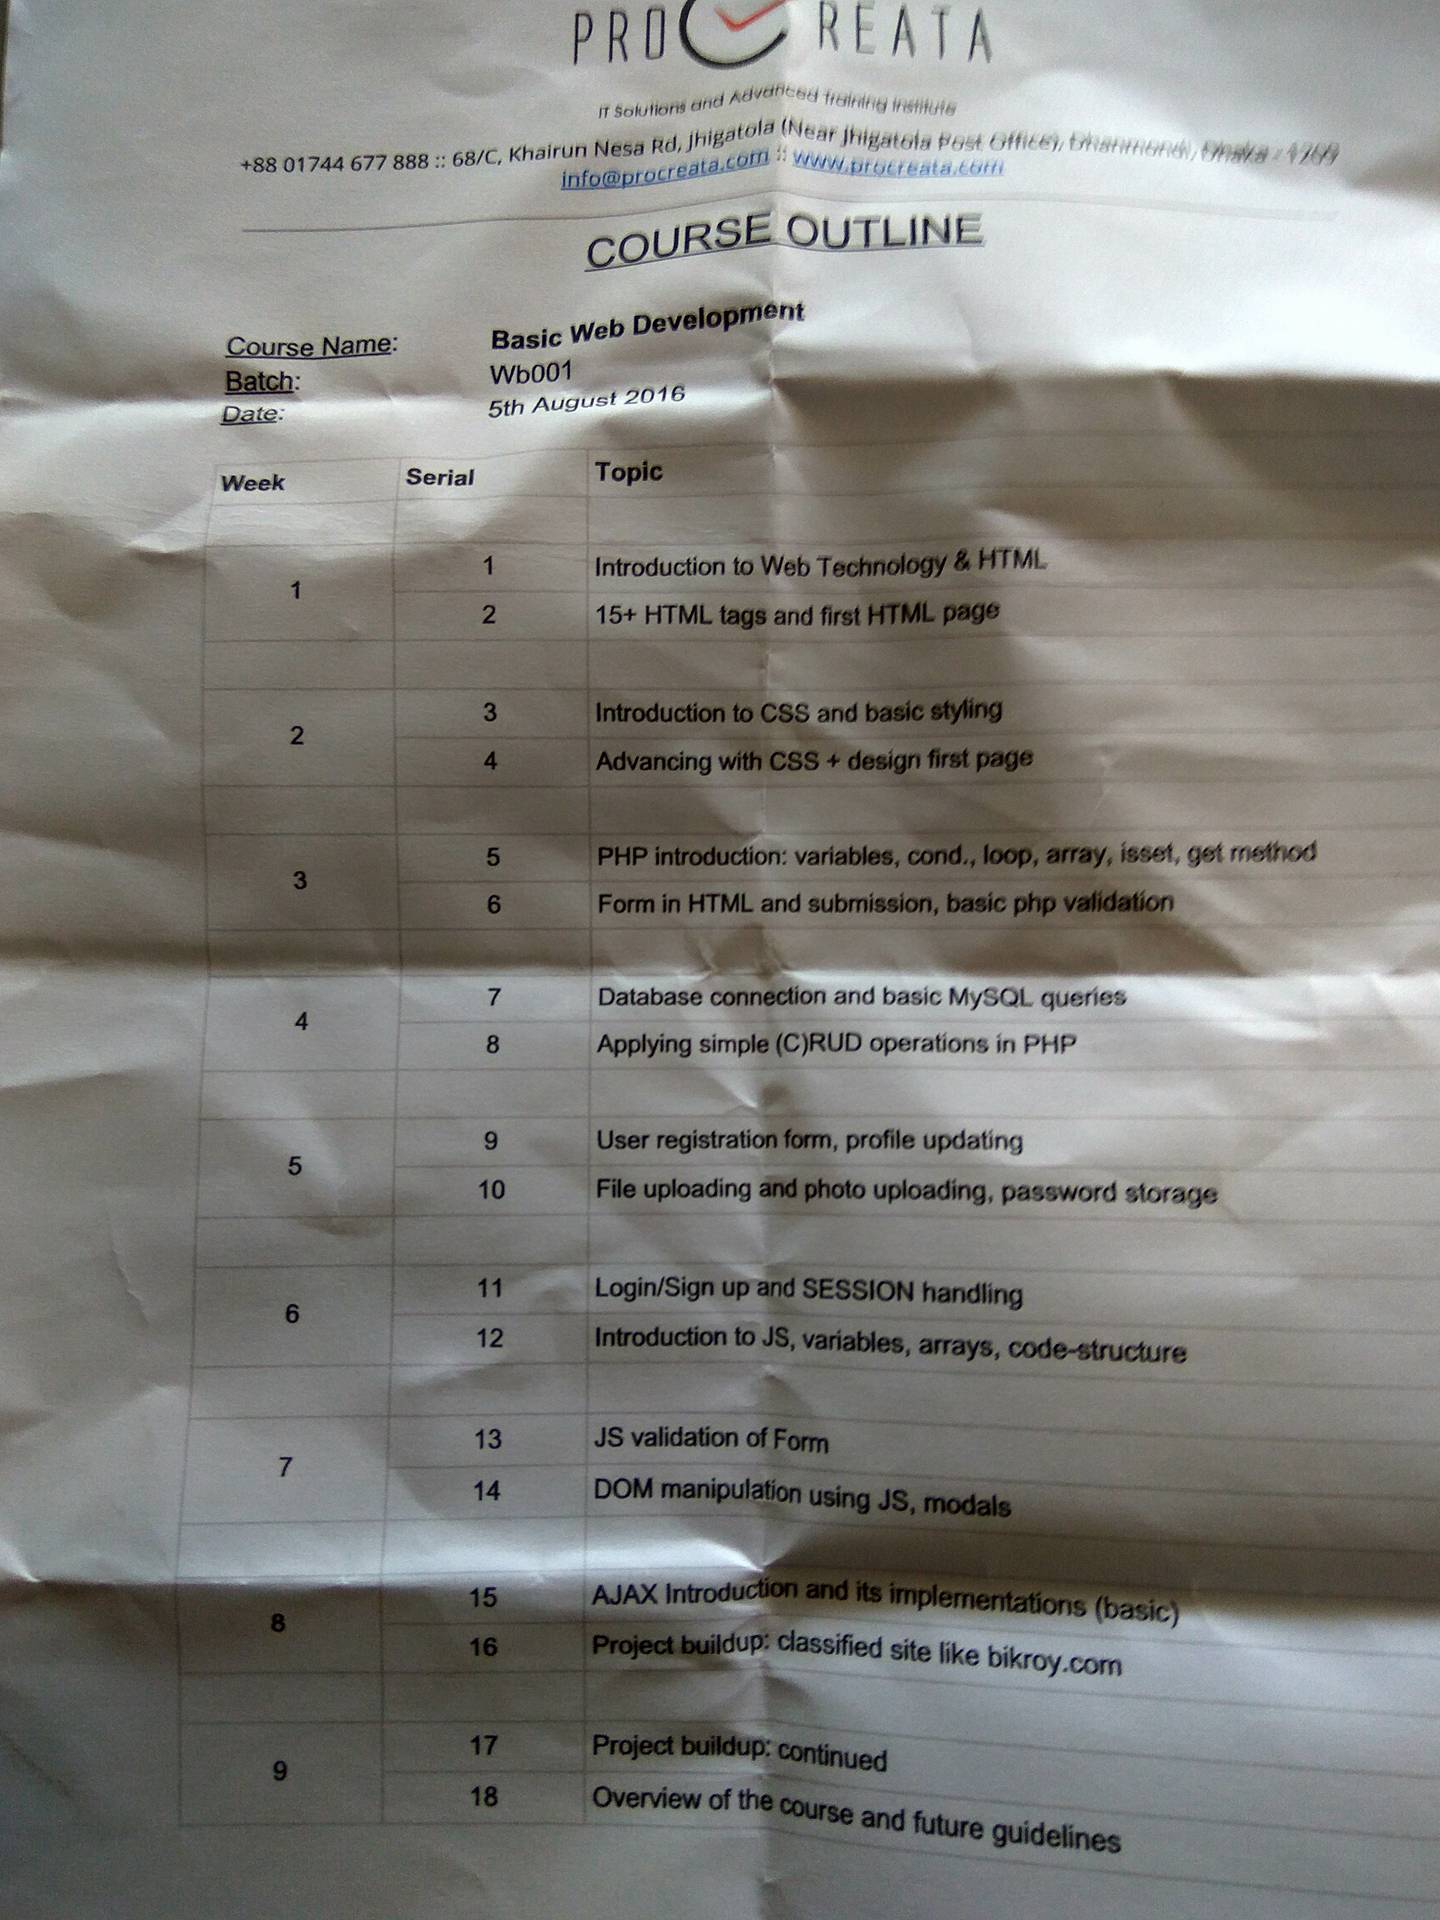 PROCREATA
IT Solutions and Advanced Training Institute
+88 01744 677 888 :: 68/C, Khairun Nesa Rd, Jhigatola (Near Jhigatola Post Office), Dhanmondi, Dhaka - 1209
info@procreata.com :: www.procreata.com
COURSE OUTLINE
Course Name: Basic Web Development
Batch: Wb001
Date: 5th August 2016
Week Serial Topic
1
1 Introduction to Web Technology & HTML
2 15+ HTML tags and first HTML page
2
3 Introduction to CSS and basic styling
4 Advancing with CSS + design first page
3
5 PHP introduction: variables, cond., loop, array, isset, get method
6 Form in HTML and submission, basic php validation
4
7 Database connection and basic MySQL queries
8 Applying simple (C)RUD operations in PHP
5
9 User registration form, profile updating
10 File uploading and photo uploading, password storage
6
11 Login/Sign up and SESSION handling
12 Introduction to JS, variables, arrays, code-structure
7
13 JS validation of Form
14 DOM manipulation using JS, modals
8
15 AJAX Introduction and its implementations (basic)
16 Project buildup: classified site like bikroy.com
9
17 Project buildup: continued
18 Overview of the course and future guidelines